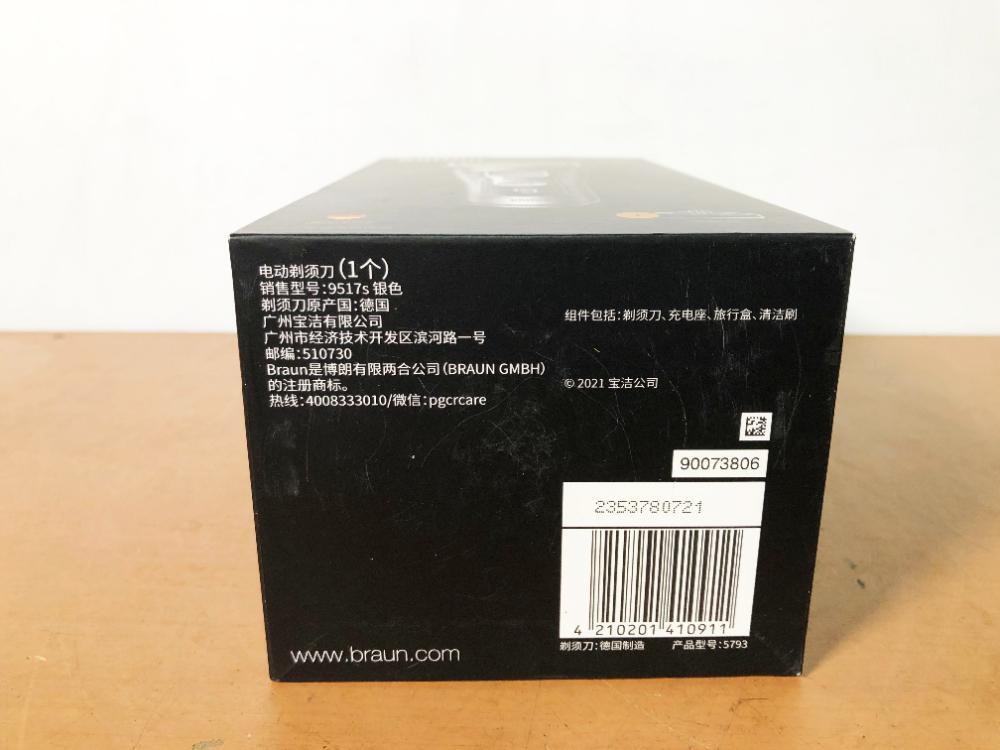 电动剃须刀(1个)
销售型号:9517s 银色
剃须刀原产国:德国
广州宝洁有限公司
广州市经济技术开发区滨河路一号
邮编:510730
Braun是博朗有限两合公司(BRAUN GMBH)
的注册商标。
热线:4008333010/微信:pgcrcare
组件包括:剃须刀、充电座、旅行盒、清洁刷
© 2021 宝洁公司
90073806
2353780721
4 210201 410911
剃须刀:德国制造 产品型号:5793
www.braun.com